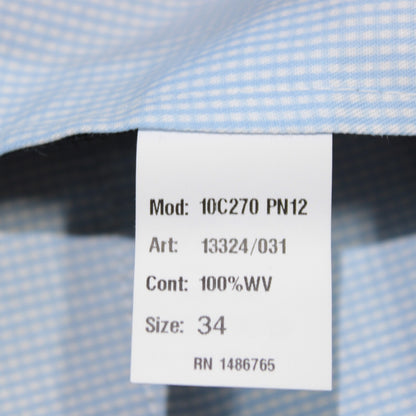 Mod: 10C270 PN12
Art: 13324/031
Cont: 100%WV
Size: 34
RN 1486765